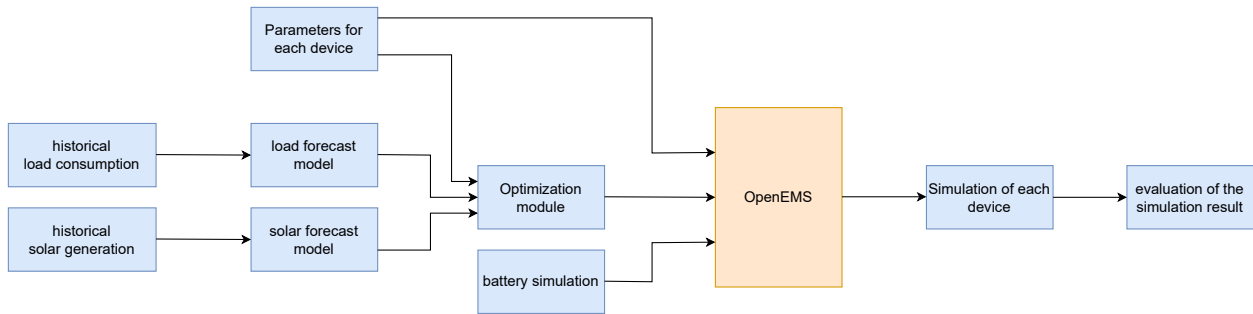 Parameters for
each device
historical
load consumption
load forecast
model
historical
solar generation
solar forecast
model
Optimization
module
battery simulation
OpenEMS
Simulation of each
device
evaluation of the
simulation result